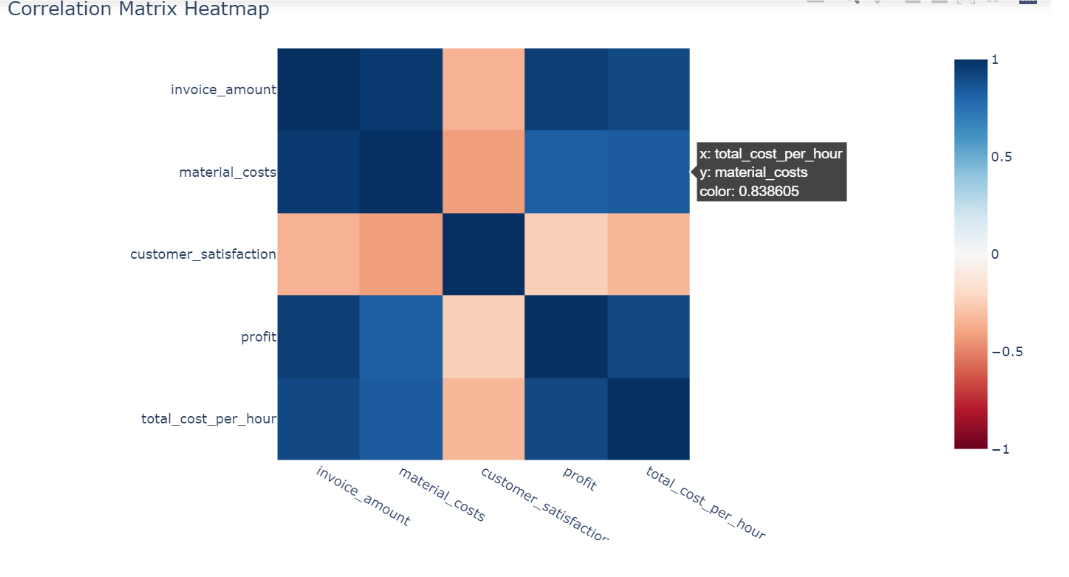 Correlation Matrix Heatmap
invoice_amount
material_costs
customer_satisfaction
profit
total_cost_per_hour
x: total_cost_per_hour
y: material_costs
color: 0.838605
1
0.5
0
−0.5
−1
invoice_amount
material_costs
customer_satisfaction
profit
total_cost_per_hour